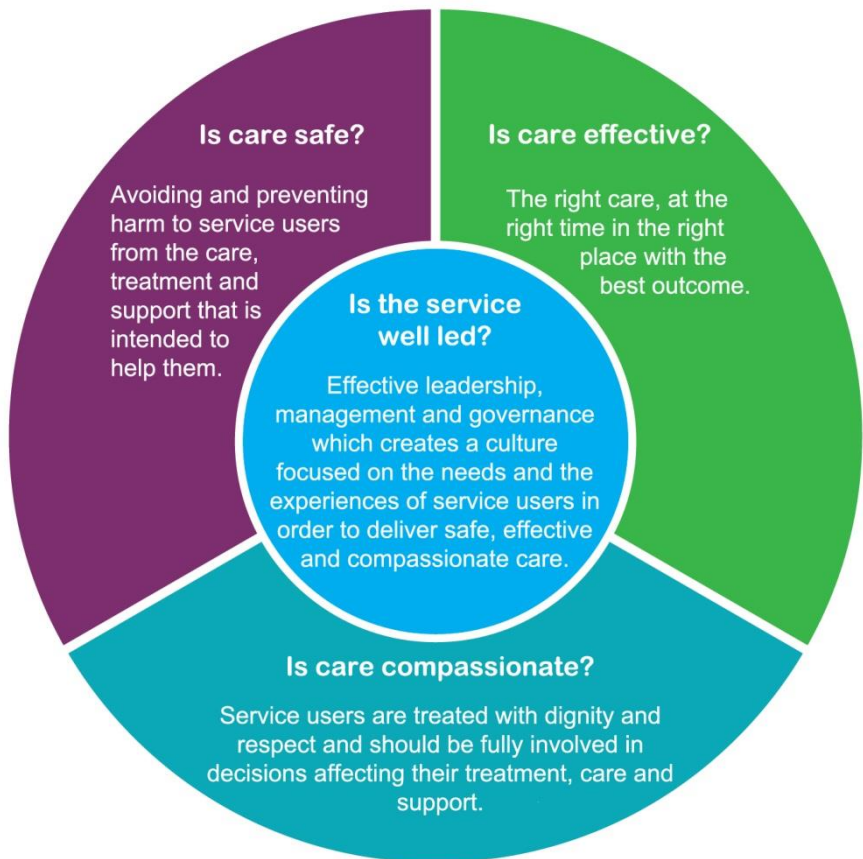 Is care safe?
Avoiding and preventing
harm to service users
from the care,
treatment and
support that is
intended to
help them.
Is care effective?
The right care, at the
right time in the right
place with the
best outcome.
Is the service
well led?
Effective leadership,
management and governance
which creates a culture
focused on the needs and the
experiences of service users in
order to deliver safe, effective
and compassionate care.
Is care compassionate?
Service users are treated with dignity and
respect and should be fully involved in
decisions affecting their treatment, care and
support.